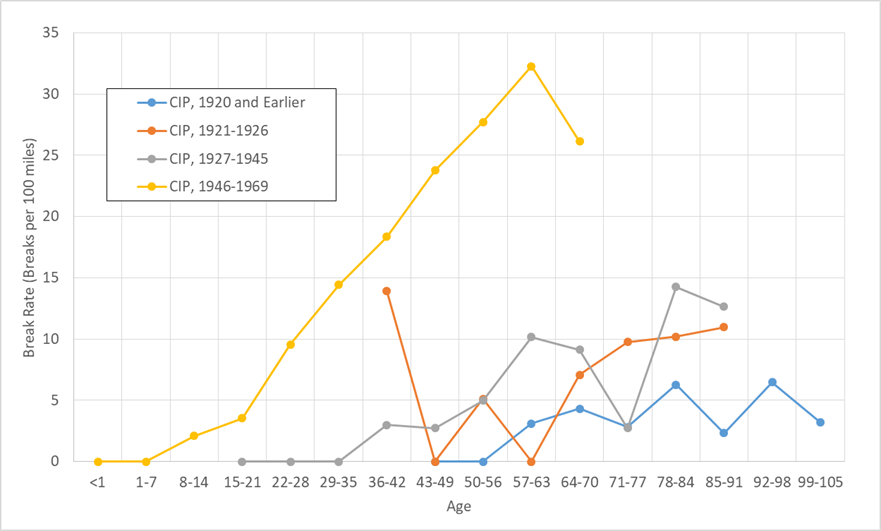 35
30
25
20
15
10
5
0
Break Rate (Breaks per 100 miles)
CIP, 1920 and Earlier
CIP, 1921-1926
CIP, 1927-1945
CIP, 1946-1969
<1 1-7 8-14 15-21 22-28 29-35 36-42 43-49 50-56 57-63 64-70 71-77 78-84 85-91 92-98 99-105
Age